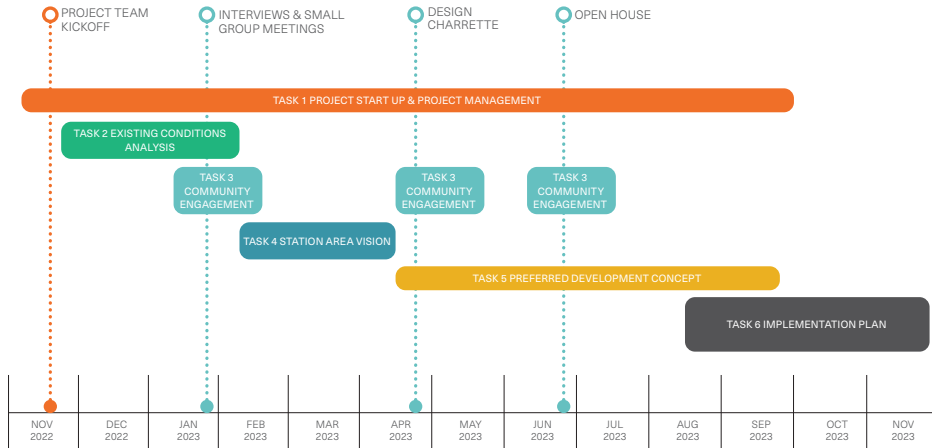 PROJECT TEAM
KICKOFF
INTERVIEWS & SMALL
GROUP MEETINGS
DESIGN
CHARRETTE
OPEN HOUSE
TASK 1 PROJECT START UP & PROJECT MANAGEMENT
TASK 2 EXISTING CONDITIONS
ANALYSIS
TASK 3
COMMUNITY
ENGAGEMENT
TASK 3
COMMUNITY
ENGAGEMENT
TASK 3
COMMUNITY
ENGAGEMENT
TASK 4 STATION AREA VISION
TASK 5 PREFERRED DEVELOPMENT CONCEPT
TASK 6 IMPLEMENTATION PLAN
NOV
2022
DEC
2022
JAN
2023
FEB
2023
MAR
2023
APR
2023
MAY
2023
JUN
2023
JUL
2023
AUG
2023
SEP
2023
OCT
2023
NOV
2023